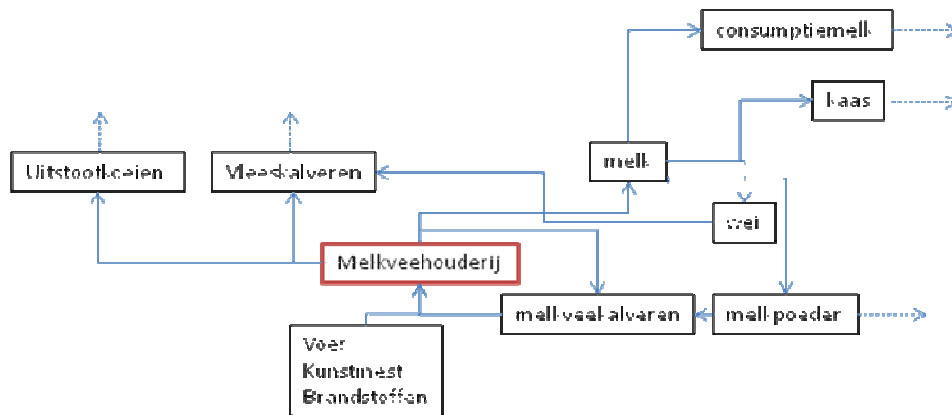 consumptiemelk
kaas
melk
Uitstootkoeien
Vleeskalveren
wei
Melkveehouderij
melkveekalveren
melkpoeder
Voer
Kunstmest
Brandstoffen